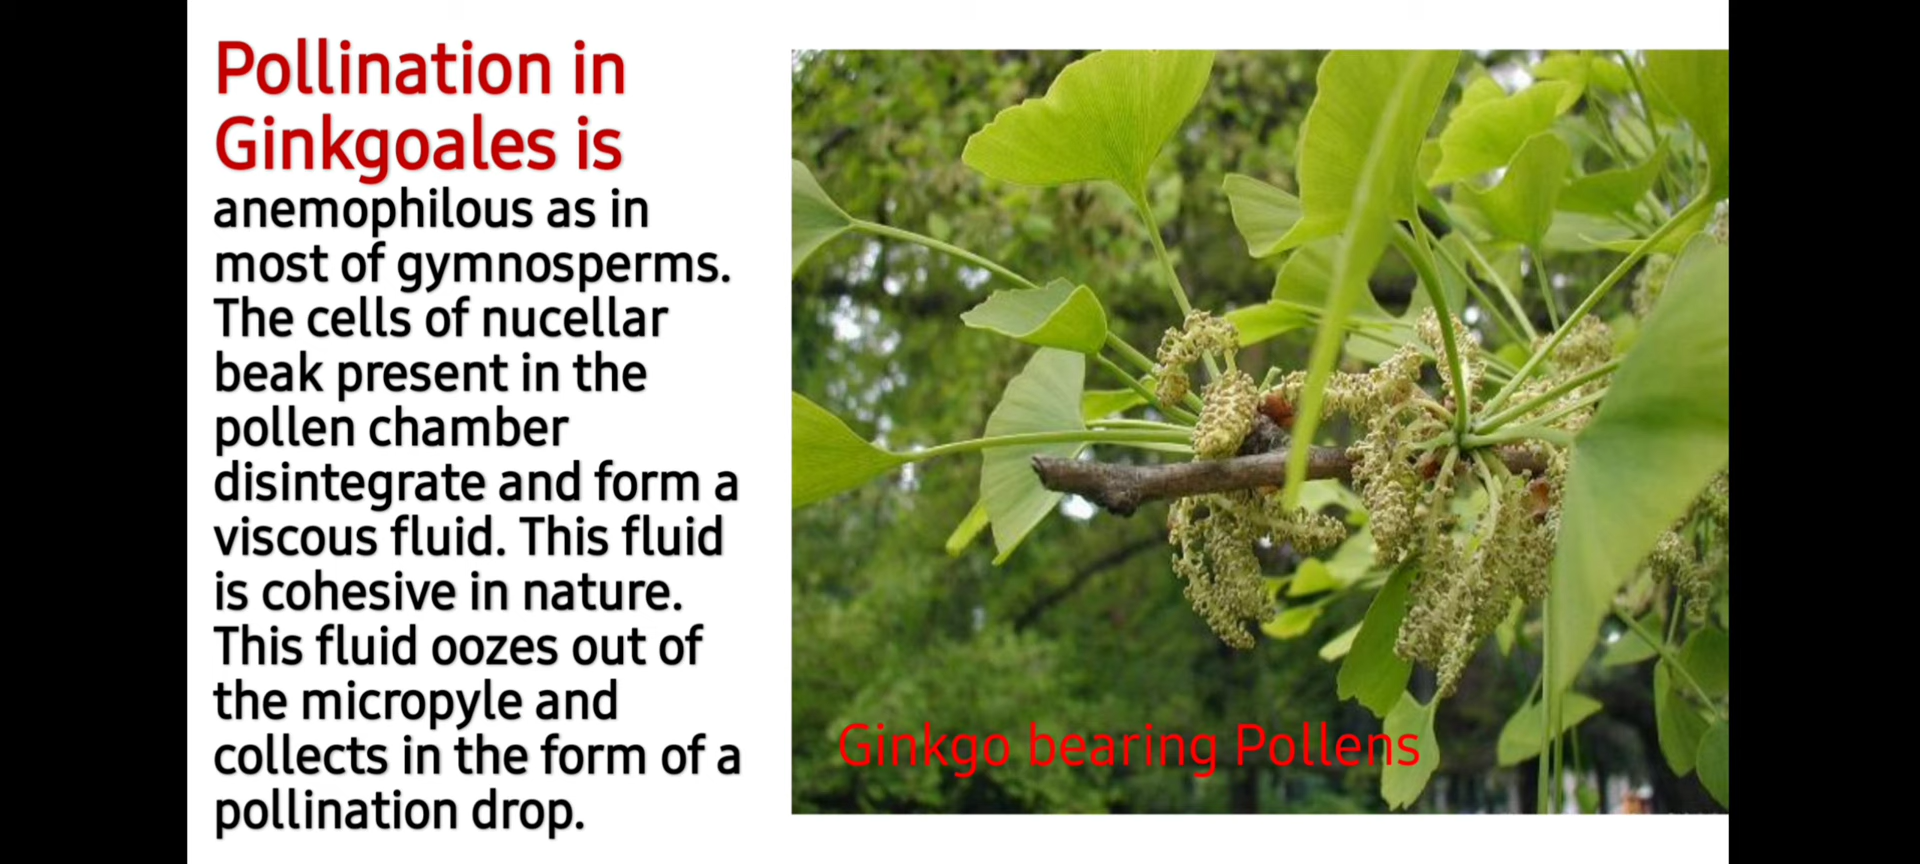 Pollination in
Ginkgoales is
anemophilous as in
most of gymnosperms.
The cells of nucellar
beak present in the
pollen chamber
disintegrate and form a
viscous fluid. This fluid
is cohesive in nature.
This fluid oozes out of
the micropyle and
collects in the form of a
pollination drop.
Ginkgo bearing Pollens